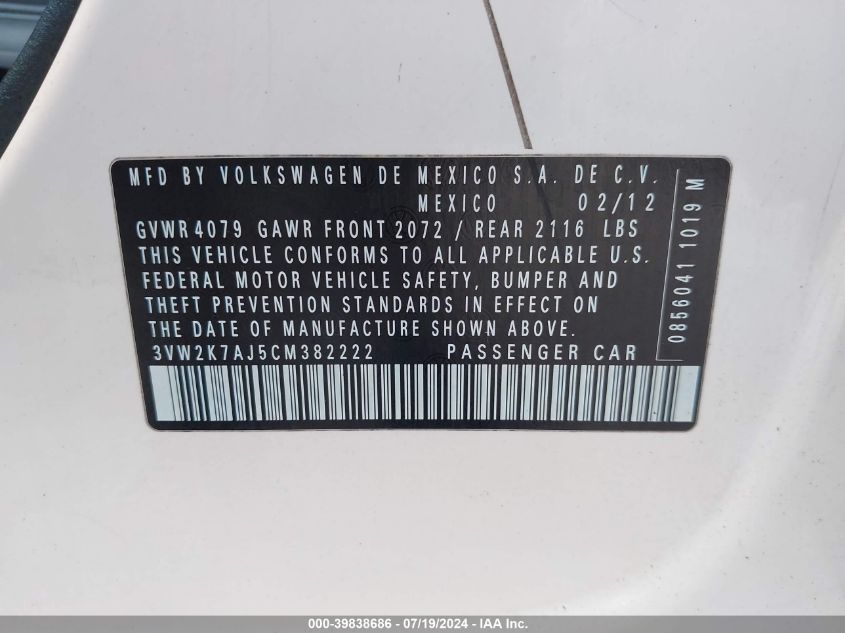 MFD BY VOLKSWAGEN DE MEXICO S.A. DE C.V.
MEXICO 02/12
GVWR 4079 GAWR FRONT 2072 / REAR 2116 LBS
THIS VEHICLE CONFORMS TO ALL APPLICABLE U.S.
FEDERAL MOTOR VEHICLE SAFETY, BUMPER AND
THEFT PREVENTION STANDARDS IN EFFECT ON
THE DATE OF MANUFACTURE SHOWN ABOVE.
3VW2K7AJ5CM382222 PASSENGER CAR
0856041 1019 M
000-39838686 - 07/19/2024 - IAA Inc.